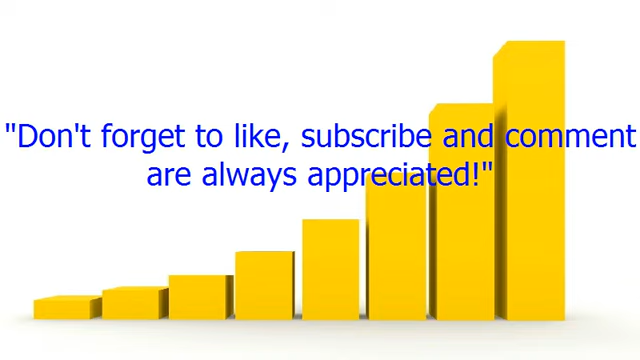 "Don't forget to like, subscribe and comment
are always appreciated!"